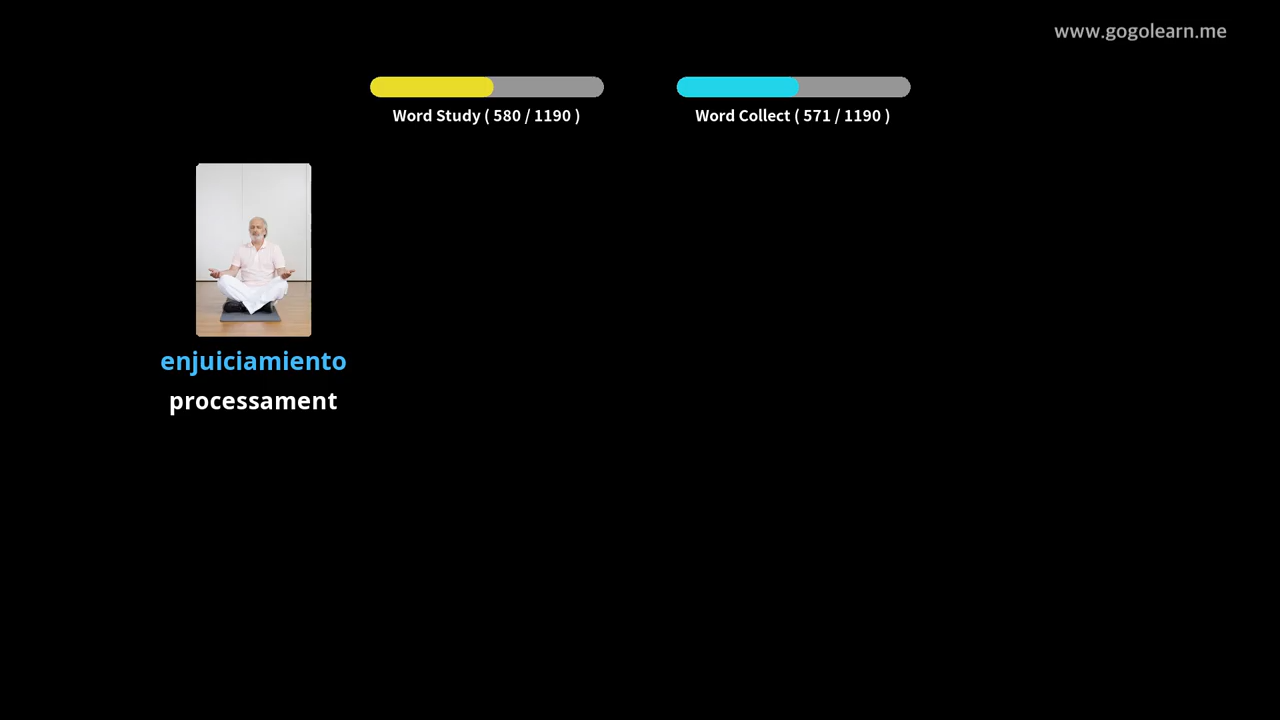 www.gogolearn.me
Word Study ( 580 / 1190 )
Word Collect ( 571 / 1190 )
enjuiciamiento
processament